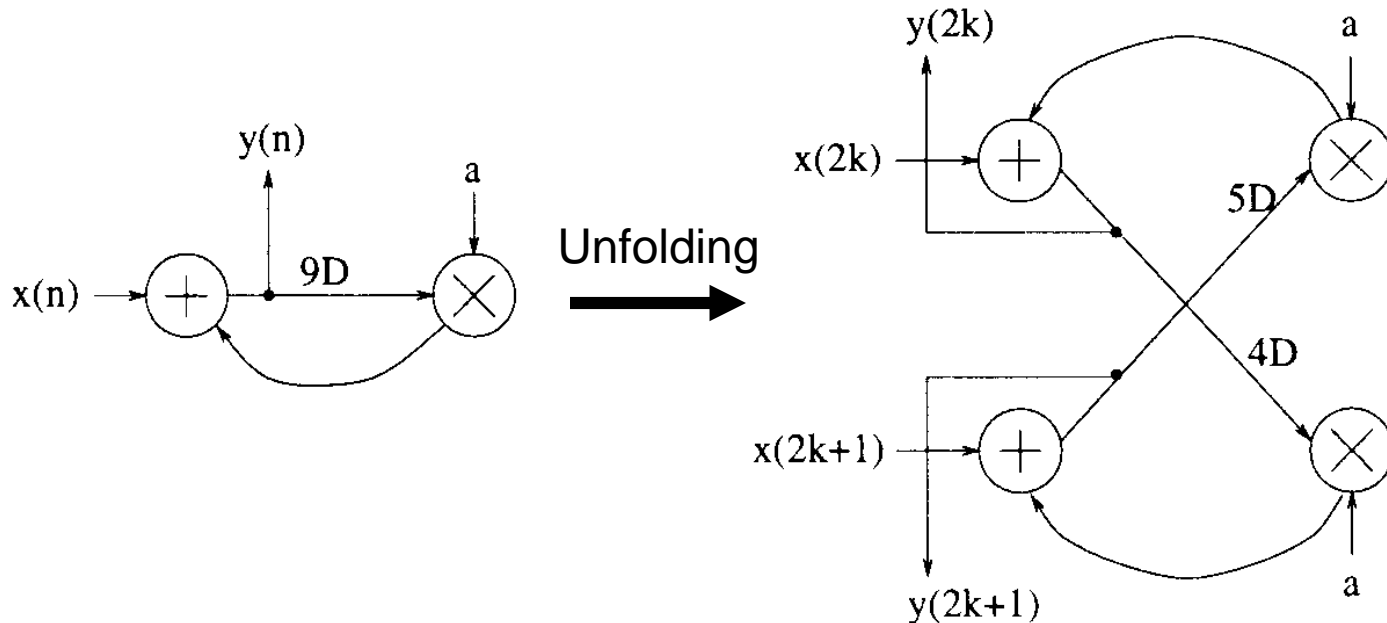 y(n)
a
x(n)
9D
Unfolding
y(2k)
a
x(2k)
5D
4D
x(2k+1)
a
y(2k+1)